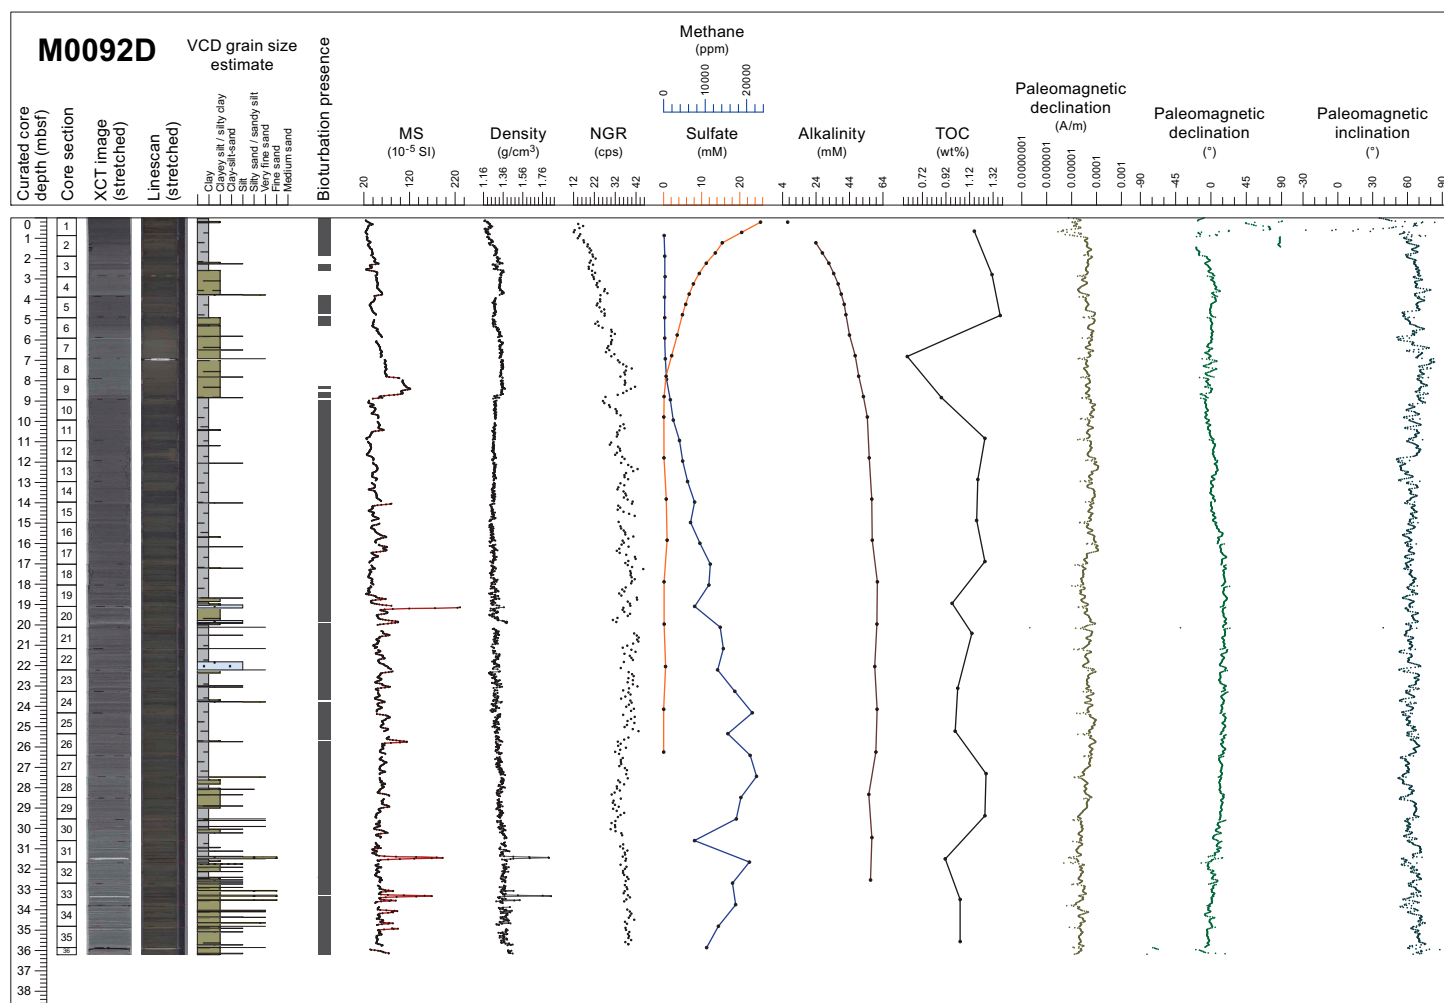 M0092D
Curated core
depth (mbsf)
Core section
XCT image
(stretched)
Linescan
(stretched)
VCD grain size
estimate
Clay
Clayey silt / silty clay
Clay-silt-sand
Silt
Silty sand / sandy silt
Very fine sand
Fine sand
Medium sand
Bioturbation presence
MS
(10-5 SI)
20 120 220
Density
(g/cm3)
1.16 1.36 1.56 1.76
NGR
(cps)
12 22 32 42
Methane
(ppm)
0 10000 20000
Sulfate
(mM)
0 10 20
Alkalinity
(mM)
4 24 44 64
TOC
(wt%)
0.72 0.92 1.12 1.32
Paleomagnetic
declination
(A/m)
0.0000001 0.000001 0.00001 0.0001 0.001
Paleomagnetic
declination
(°)
-90 -45 0 45 90
Paleomagnetic
inclination
(°)
-30 0 30 60 90
0
1
2
3
4
5
6
7
8
9
10
11
12
13
14
15
16
17
18
19
20
21
22
23
24
25
26
27
28
29
30
31
32
33
34
35
36
37
38
1
2
3
4
5
6
7
8
9
10
11
12
13
14
15
16
17
18
19
20
21
22
23
24
25
26
27
28
29
30
31
32
33
34
35
36